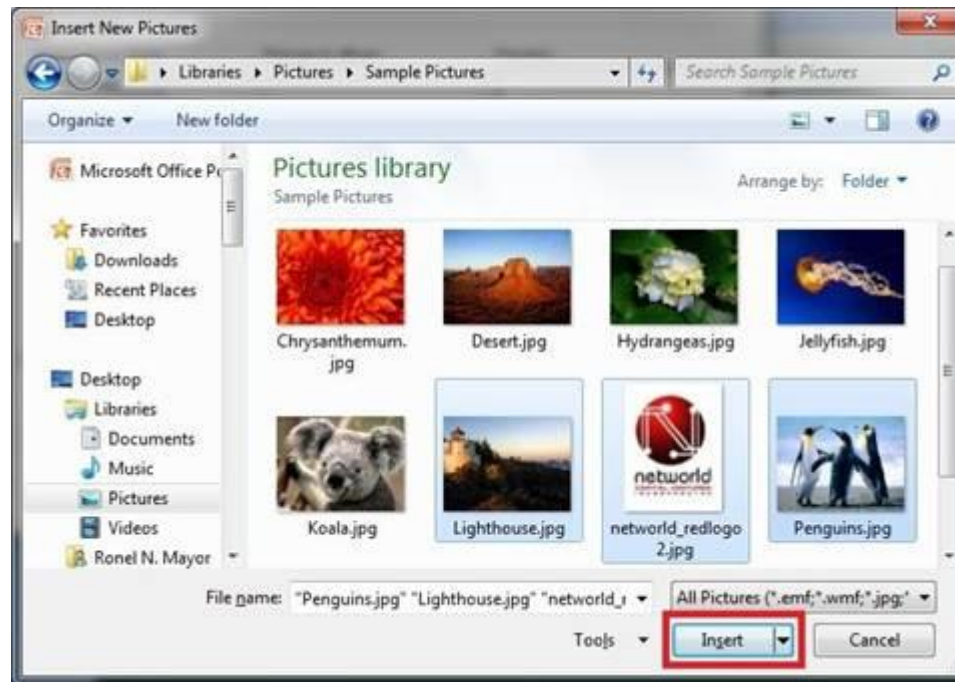 Insert New Pictures
Libraries Pictures Sample Pictures
Search Sample Pictures
Organize New folder
Microsoft Office Po
Favorites
Downloads
Recent Places
Desktop
Desktop
Libraries
Documents
Music
Pictures
Videos
Ronel N. Mayor
Pictures library
Sample Pictures
Arrange by: Folder
Chrysanthemum.
jpg
Desert.jpg
Hydrangeas.jpg
Jellyfish.jpg
Koala.jpg
Lighthouse.jpg
networld
networld_redlogo
2.jpg
Penguins.jpg
File name: "Penguins.jpg" "Lighthouse.jpg" "networld_r
All Pictures (*.emf;*.wmf;*.jpg;*
Tools Insert Cancel